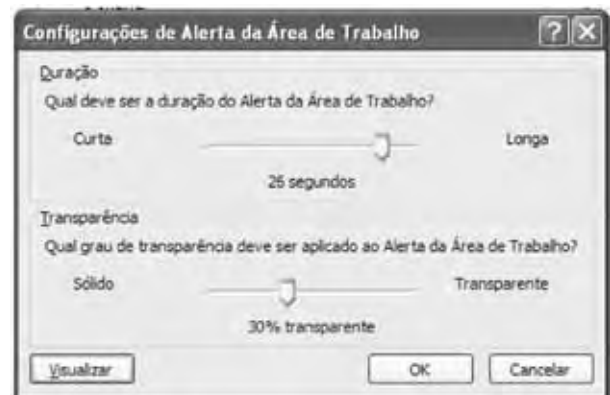 Configurações de Alerta da Área de Trabalho
Duração
Qual deve ser a duração do Alerta da Área de Trabalho?
Curta Longa
26 segundos
Transparência
Qual grau de transparência deve ser aplicado ao Alerta da Área de Trabalho?
Sólido Transparente
30% transparente
Visualizar OK Cancelar